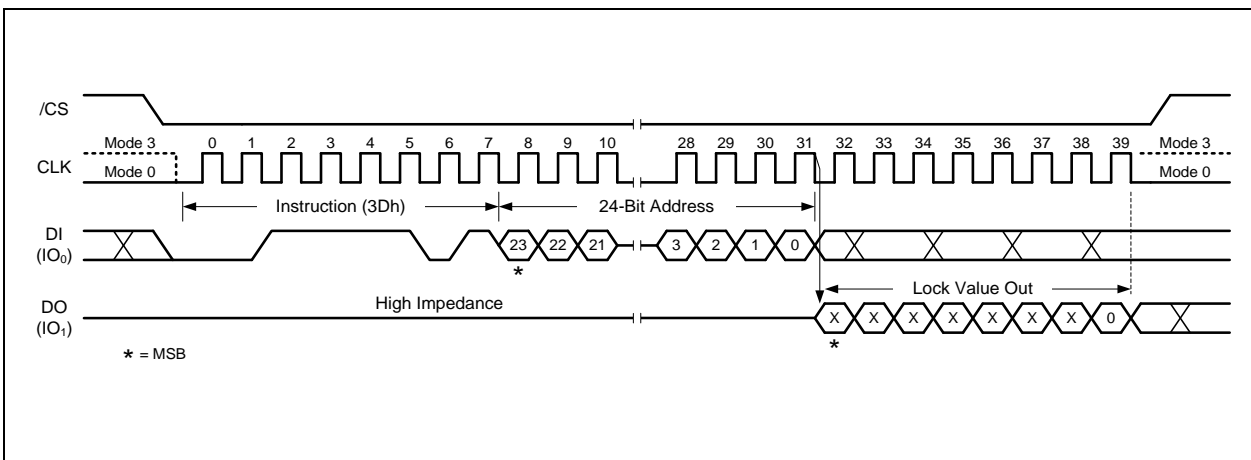 /CS
Mode 3 0 1 2 3 4 5 6 7 8 9 10 28 29 30 31 32 33 34 35 36 37 38 39 Mode 3
CLK Mode 0 Mode 0
Instruction (3Dh) 24-Bit Address
DI
(IO₀) 23 22 21 3 2 1 0
*
Lock Value Out
High Impedance
DO
(IO₁) X X X X X X X 0
*
* = MSB